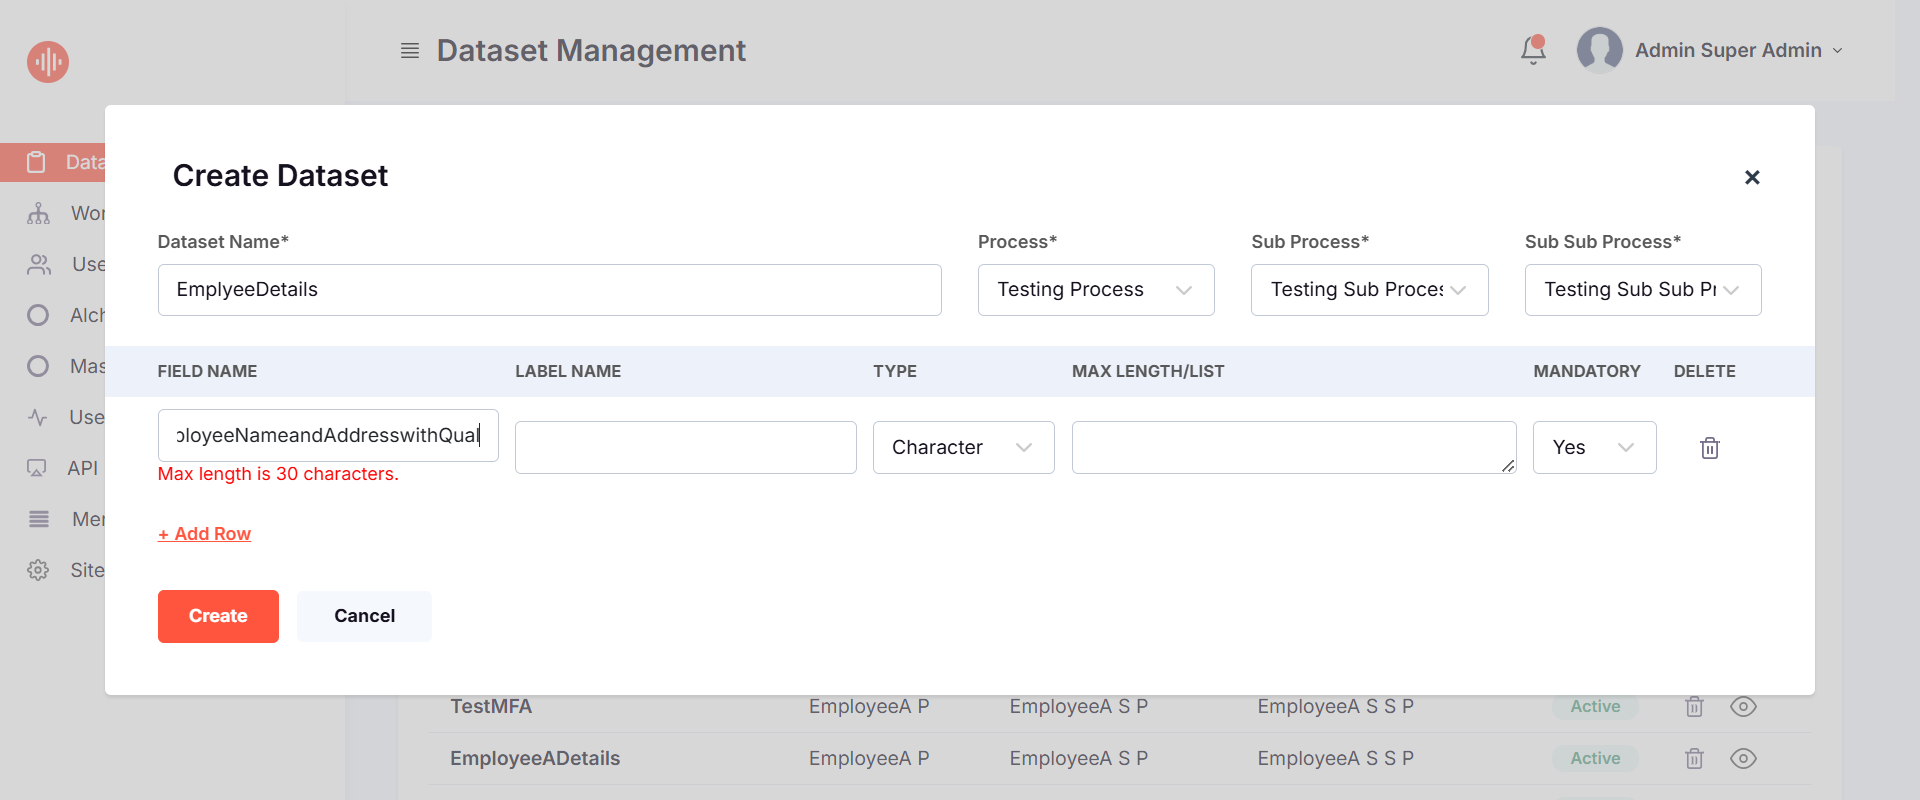 Dataset Management
Admin Super Admin
Data
Create Dataset
Wor
Dataset Name*
Process*
Sub Process*
Sub Sub Process*
Use
EmplyeeDetails
Testing Process
Testing Sub Proces
Testing Sub Sub Pr
Alch
Mas
FIELD NAME
LABEL NAME
TYPE
MAX LENGTH/LIST
MANDATORY
DELETE
Use
ployeeNameandAddresswithQual
Character
Yes
API
Max length is 30 characters.
Mer
+ Add Row
Site
Create
Cancel
TestMFA
EmployeeA P
EmployeeA S P
EmployeeA S S P
Active
EmployeeADetails
EmployeeA P
EmployeeA S P
EmployeeA S S P
Active